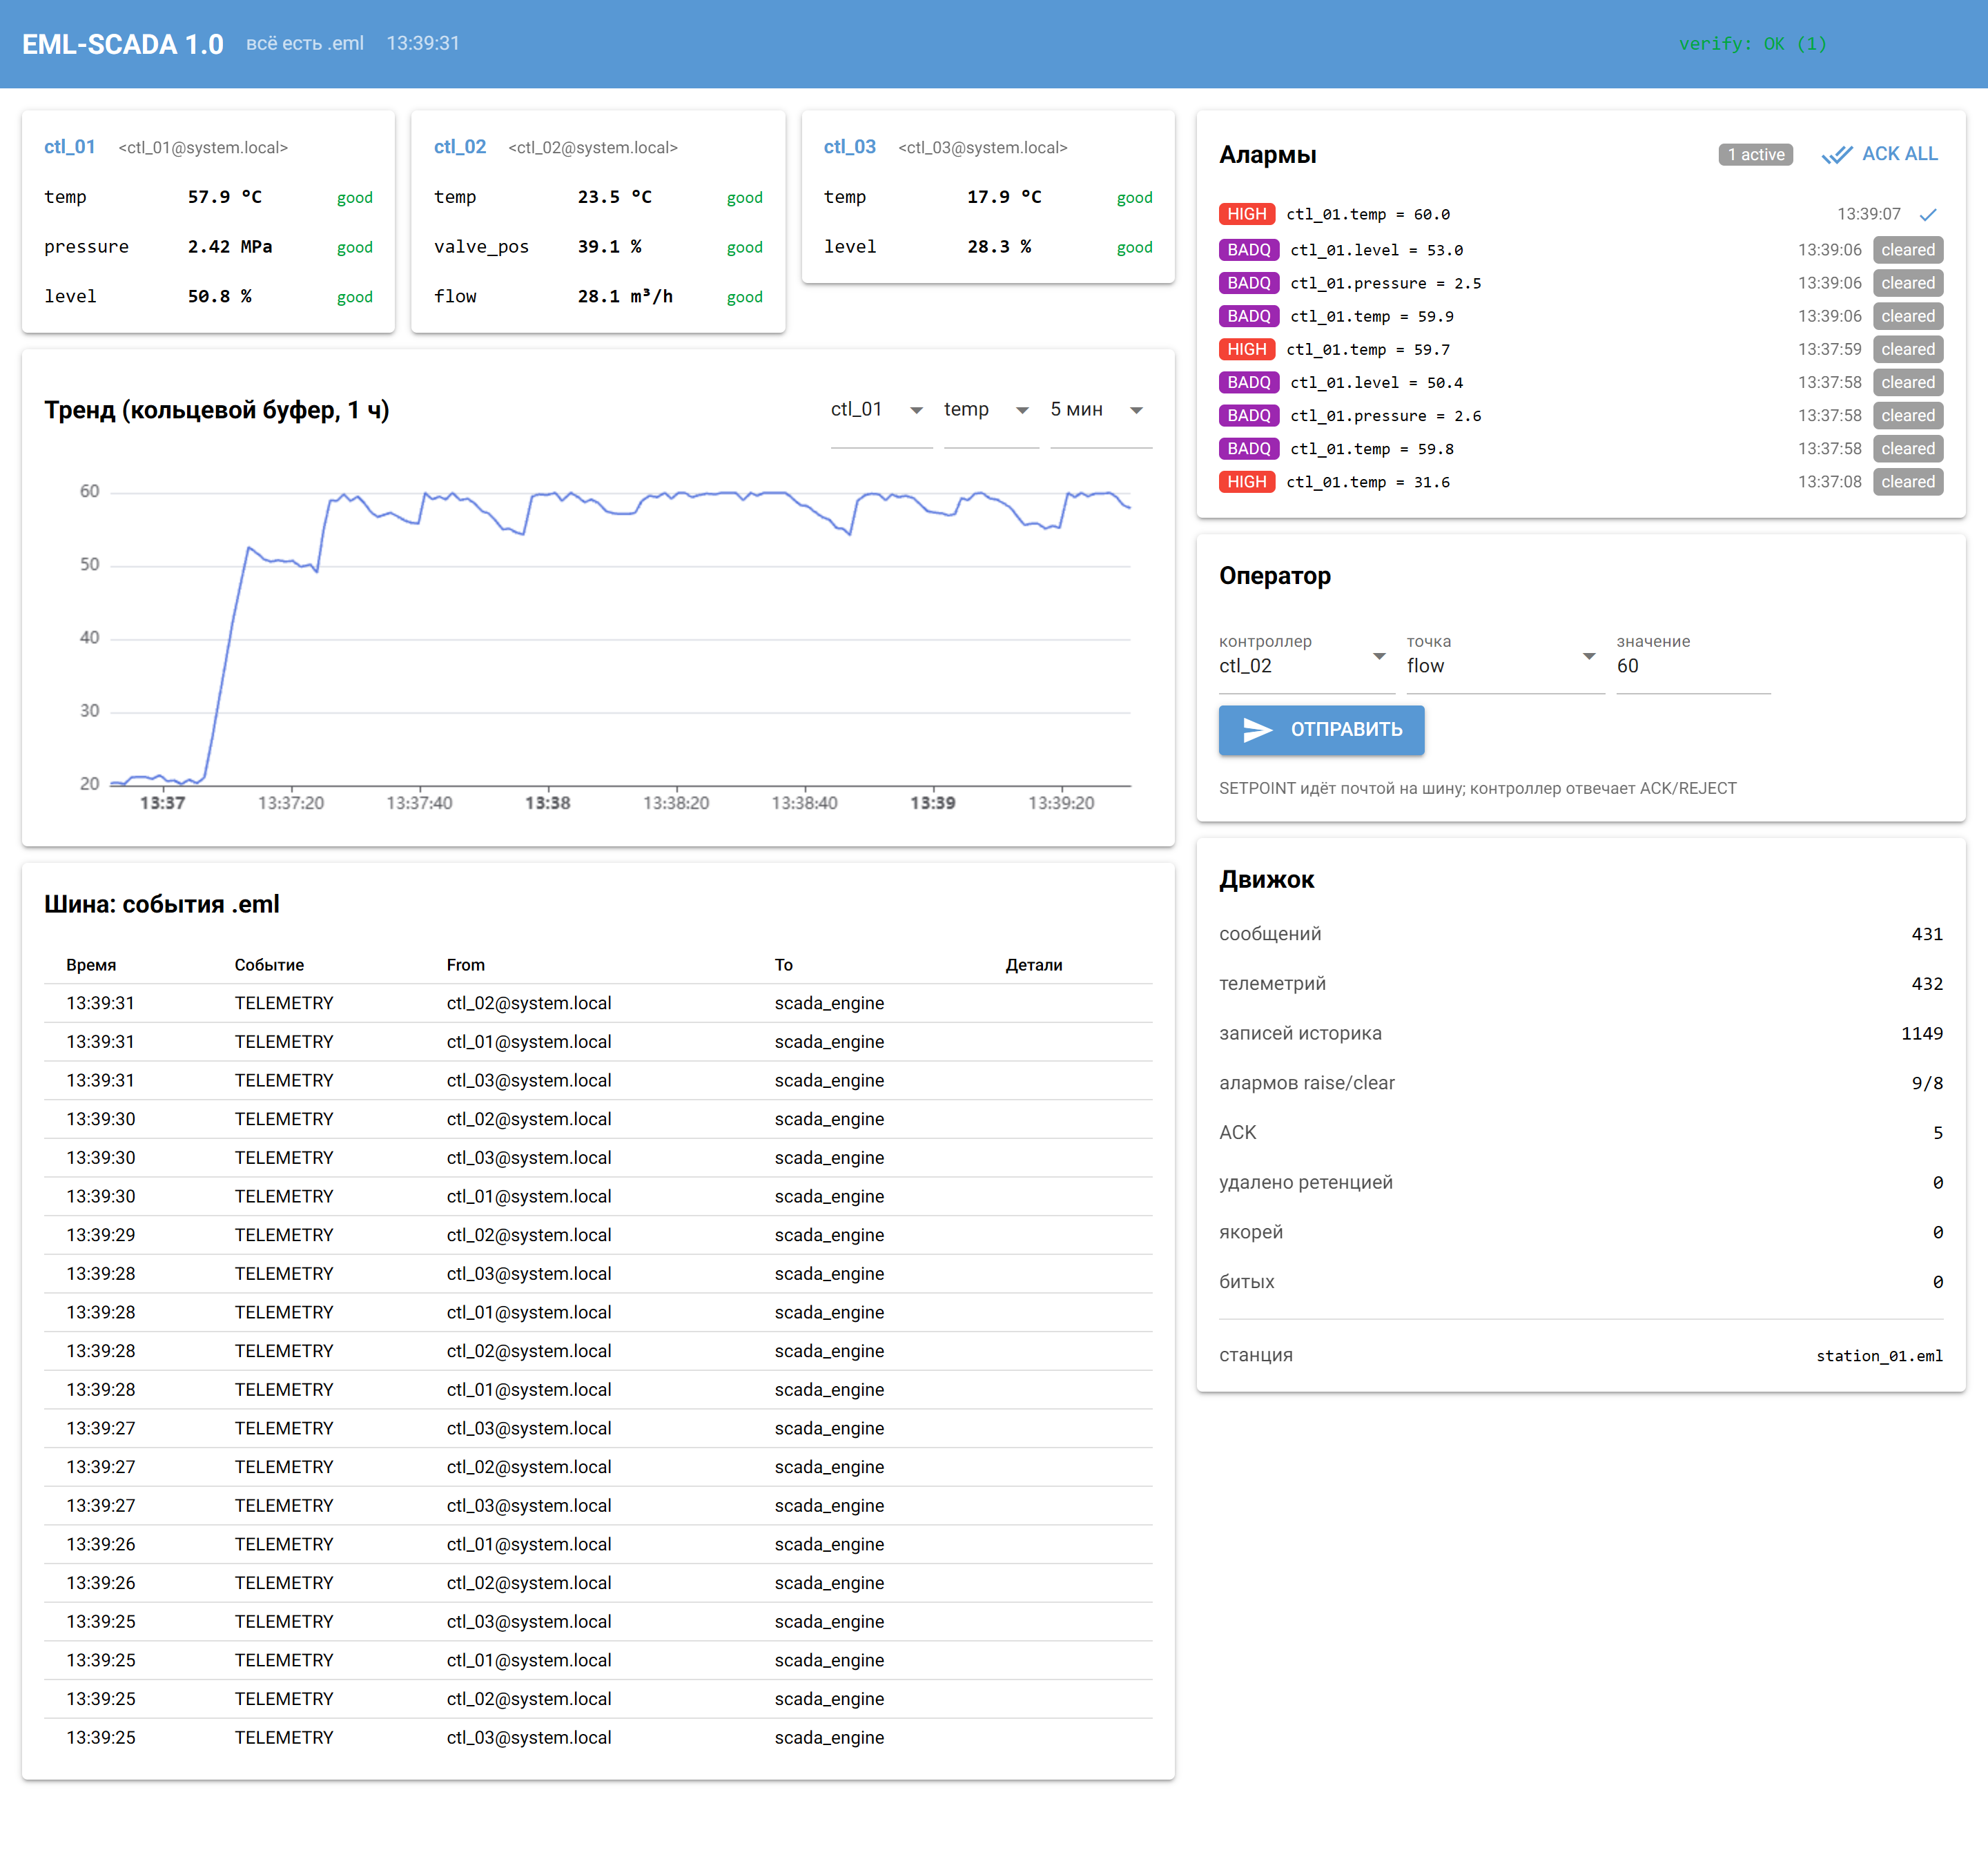 EML-SCADA 1.0 всё есть .eml 13:39:31 verify: OK (1)
ctl_01 <ctl_01@system.local>
temp 57.9 °C good
pressure 2.42 MPa good
level 50.8 % good
ctl_02 <ctl_02@system.local>
temp 23.5 °C good
valve_pos 39.1 % good
flow 28.1 m³/h good
ctl_03 <ctl_03@system.local>
temp 17.9 °C good
level 28.3 % good
Тренд (кольцевой буфер, 1 ч) ctl_01 temp 5 мин
60
50
40
30
20
13:37 13:37:20 13:37:40 13:38 13:38:20 13:38:40 13:39 13:39:20
Шина: события .eml
Время Событие From To Детали
13:39:31 TELEMETRY ctl_02@system.local scada_engine
13:39:31 TELEMETRY ctl_01@system.local scada_engine
13:39:31 TELEMETRY ctl_03@system.local scada_engine
13:39:30 TELEMETRY ctl_02@system.local scada_engine
13:39:30 TELEMETRY ctl_03@system.local scada_engine
13:39:30 TELEMETRY ctl_01@system.local scada_engine
13:39:29 TELEMETRY ctl_02@system.local scada_engine
13:39:28 TELEMETRY ctl_03@system.local scada_engine
13:39:28 TELEMETRY ctl_01@system.local scada_engine
13:39:28 TELEMETRY ctl_02@system.local scada_engine
13:39:28 TELEMETRY ctl_01@system.local scada_engine
13:39:27 TELEMETRY ctl_03@system.local scada_engine
13:39:27 TELEMETRY ctl_02@system.local scada_engine
13:39:27 TELEMETRY ctl_03@system.local scada_engine
13:39:26 TELEMETRY ctl_01@system.local scada_engine
13:39:26 TELEMETRY ctl_02@system.local scada_engine
13:39:25 TELEMETRY ctl_03@system.local scada_engine
13:39:25 TELEMETRY ctl_01@system.local scada_engine
13:39:25 TELEMETRY ctl_02@system.local scada_engine
13:39:25 TELEMETRY ctl_03@system.local scada_engine
Алармы 1 active ACK ALL
HIGH ctl_01.temp = 60.0 13:39:07
BADQ ctl_01.level = 53.0 13:39:06 cleared
BADQ ctl_01.pressure = 2.5 13:39:06 cleared
BADQ ctl_01.temp = 59.9 13:39:06 cleared
HIGH ctl_01.temp = 59.7 13:37:59 cleared
BADQ ctl_01.level = 50.4 13:37:58 cleared
BADQ ctl_01.pressure = 2.6 13:37:58 cleared
BADQ ctl_01.temp = 59.8 13:37:58 cleared
HIGH ctl_01.temp = 31.6 13:37:08 cleared
Оператор
контроллер точка значение
ctl_02 flow 60
ОТПРАВИТЬ
SETPOINT идёт почтой на шину; контроллер отвечает ACK/REJECT
Движок
сообщений 431
телеметрий 432
записей историка 1149
алармов raise/clear 9/8
ACK 5
удалено ретенцией 0
якорей 0
битых 0
станция station_01.eml